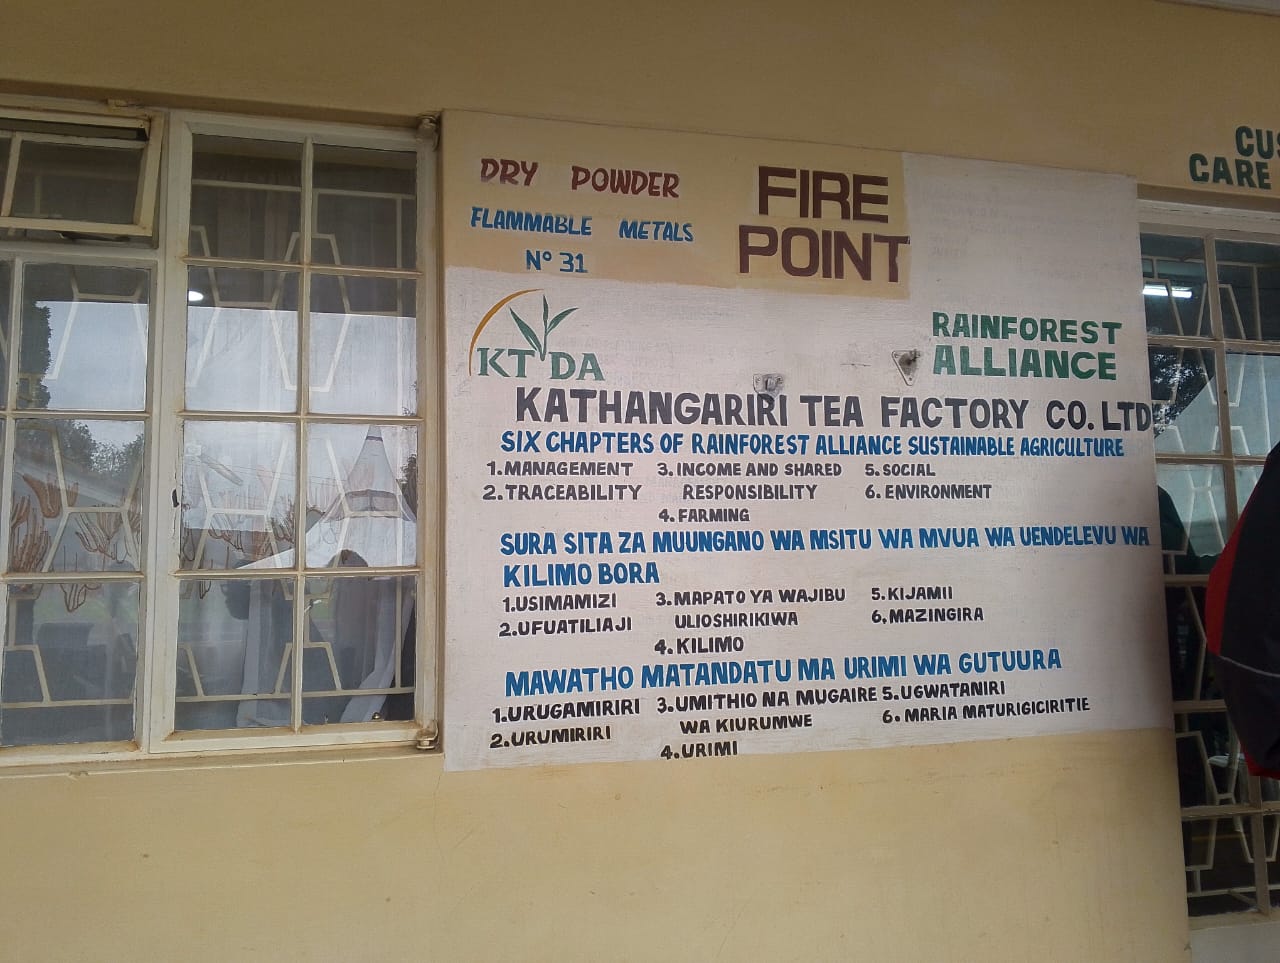 DRY POWDER
FLAMMABLE METALS
Nº 31
FIRE
POINT
CARE
KTDA
RAINFOREST
ALLIANCE
KATHANGARIRI TEA FACTORY CO. LTD
SIX CHAPTERS OF RAINFOREST ALLIANCE SUSTAINABLE AGRICULTURE
1. MANAGEMENT 3. INCOME AND SHARED 5. SOCIAL
2. TRACEABILITY RESPONSIBILITY 6. ENVIRONMENT
4. FARMING
SURA SITA ZA MUUNGANO WA MSITU WA MVUA WA UENDELEVU WA
KILIMO BORA
1. USIMAMIZI 3. MAPATO YA WAJIBU 5. KIJAMII
2. UFUATILIAJI ULIOSHIRIKIWA 6. MAZINGIRA
4. KILIMO
MAWATHO MATANDATU MA URIMI WA GUTUURA
1. URUGAMIRIRI 3. UMITHIO NA MUGAIRE 5. UGWATANIRI
2. URUMIRIRI WA KIURUMWE 6. MARIA MATURIGICIRITIE
4. URIMI